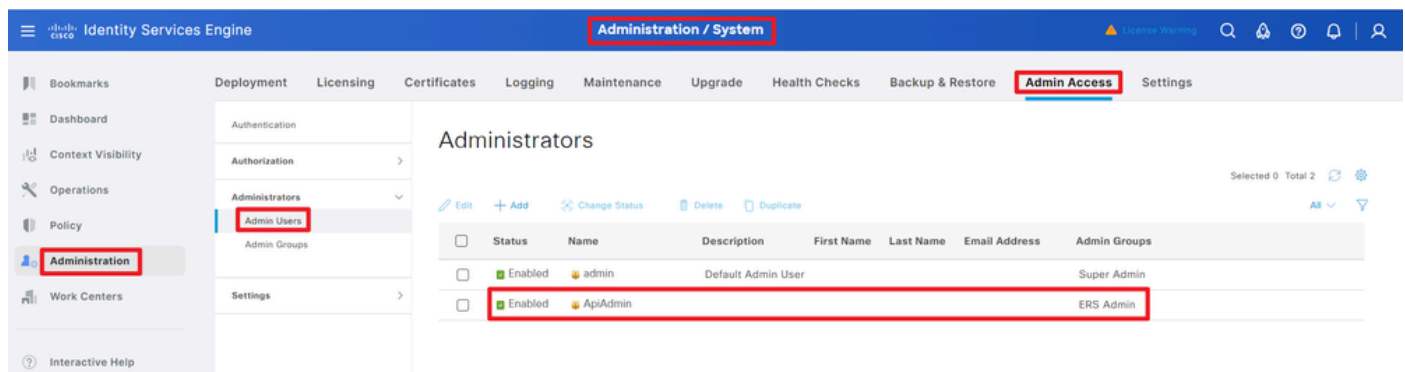 cisco Identity Services Engine
Administration / System
License Warning
Bookmarks
Dashboard
Context Visibility
Operations
Policy
Administration
Work Centers
Interactive Help
Deployment Licensing Certificates Logging Maintenance Upgrade Health Checks Backup & Restore Admin Access Settings
Authentication
Authorization
Administrators
Admin Users
Admin Groups
Settings
Administrators
Selected 0 Total 2
Edit Add Change Status Delete Duplicate All
Status Name Description First Name Last Name Email Address Admin Groups
Enabled admin Default Admin User Super Admin
Enabled ApiAdmin ERS Admin